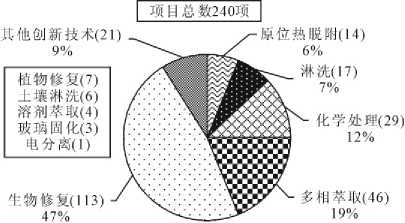 项目总数240项
其他创新技术(21)
9%
原位热脱附(14)
6%
淋洗(17)
7%
植物修复(7)
土壤淋洗(6)
溶剂萃取(4)
玻璃固化(3)
电分离(1)
化学处理(29)
12%
生物修复(113)
47%
多相萃取(46)
19%